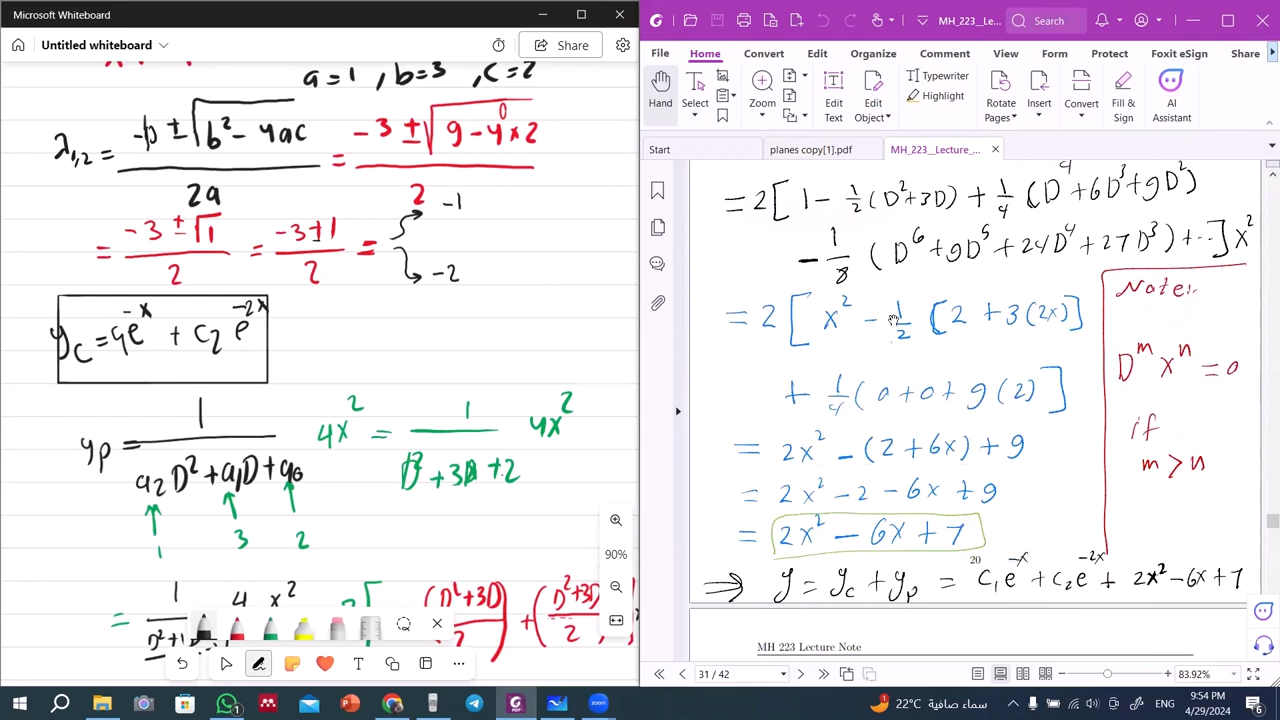 Microsoft Whiteboard
Untitled whiteboard
Share
a = 1 , b = 3 , c = 2
λ1,2 = (-b ± √(b² - 4ac)) / 2a = (-3 ± √(9 - 4 × 2)) / 2
= (-3 ± √1) / 2 = (-3 ± 1) / 2 =
-1
-2
yc = c1e^-x + c2e^-2x
yp = 1 / (a2D² + a1D + a0) 4x² = 1 / (D² + 3D + 2) 4x²
1 3 2
90%
MH_223_Le...
Search
File Home Convert Edit Organize Comment View Form Protect Foxit eSign Share
Hand
Select
Zoom
Edit Text
Edit Object
Typewriter
Highlight
Rotate Pages
Insert
Convert
Fill & Sign
AI Assistant
Start
planes copy[1].pdf
MH_223__Lecture_...
= 2[1 - 1/2 (D²+3D) + 1/4 (D⁴ + 6D³ + 9D²)
- 1/8 (D⁶ + 9D⁵ + 24D⁴ + 27D³) + ...] x²
= 2[x² - 1/2 [2 + 3(2x)]
+ 1/4 (0 + 0 + 9(2)]
= 2x² - (2 + 6x) + 9
= 2x² - 2 - 6x + 9
= 2x² - 6x + 7
20
⟹ y = yc + yp = c1e^-x + c2e^-2x + 2x² - 6x + 7
Note:
D^m x^n = 0
if
m > n
MH 223 Lecture Note
31 / 42
83.92%
22°C سماء صافية
ENG
9:54 PM
4/29/2024
6